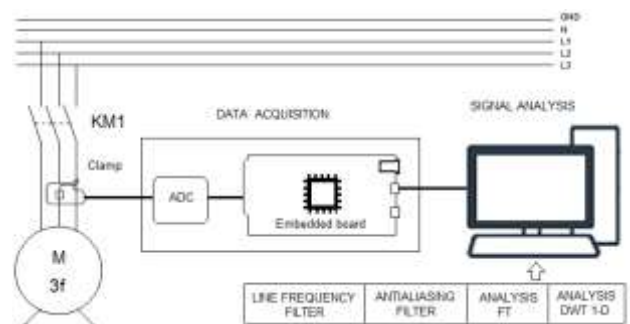 GND
N
L1
L2
L3
KM1
DATA ACQUISITION
SIGNAL ANALYSIS
Clamp
ADC
Embedded board
M
3f
LINE FREQUENCY FILTER
ANTIALIASING FILTER
ANALYSIS FT
ANALYSIS DWT 1-D